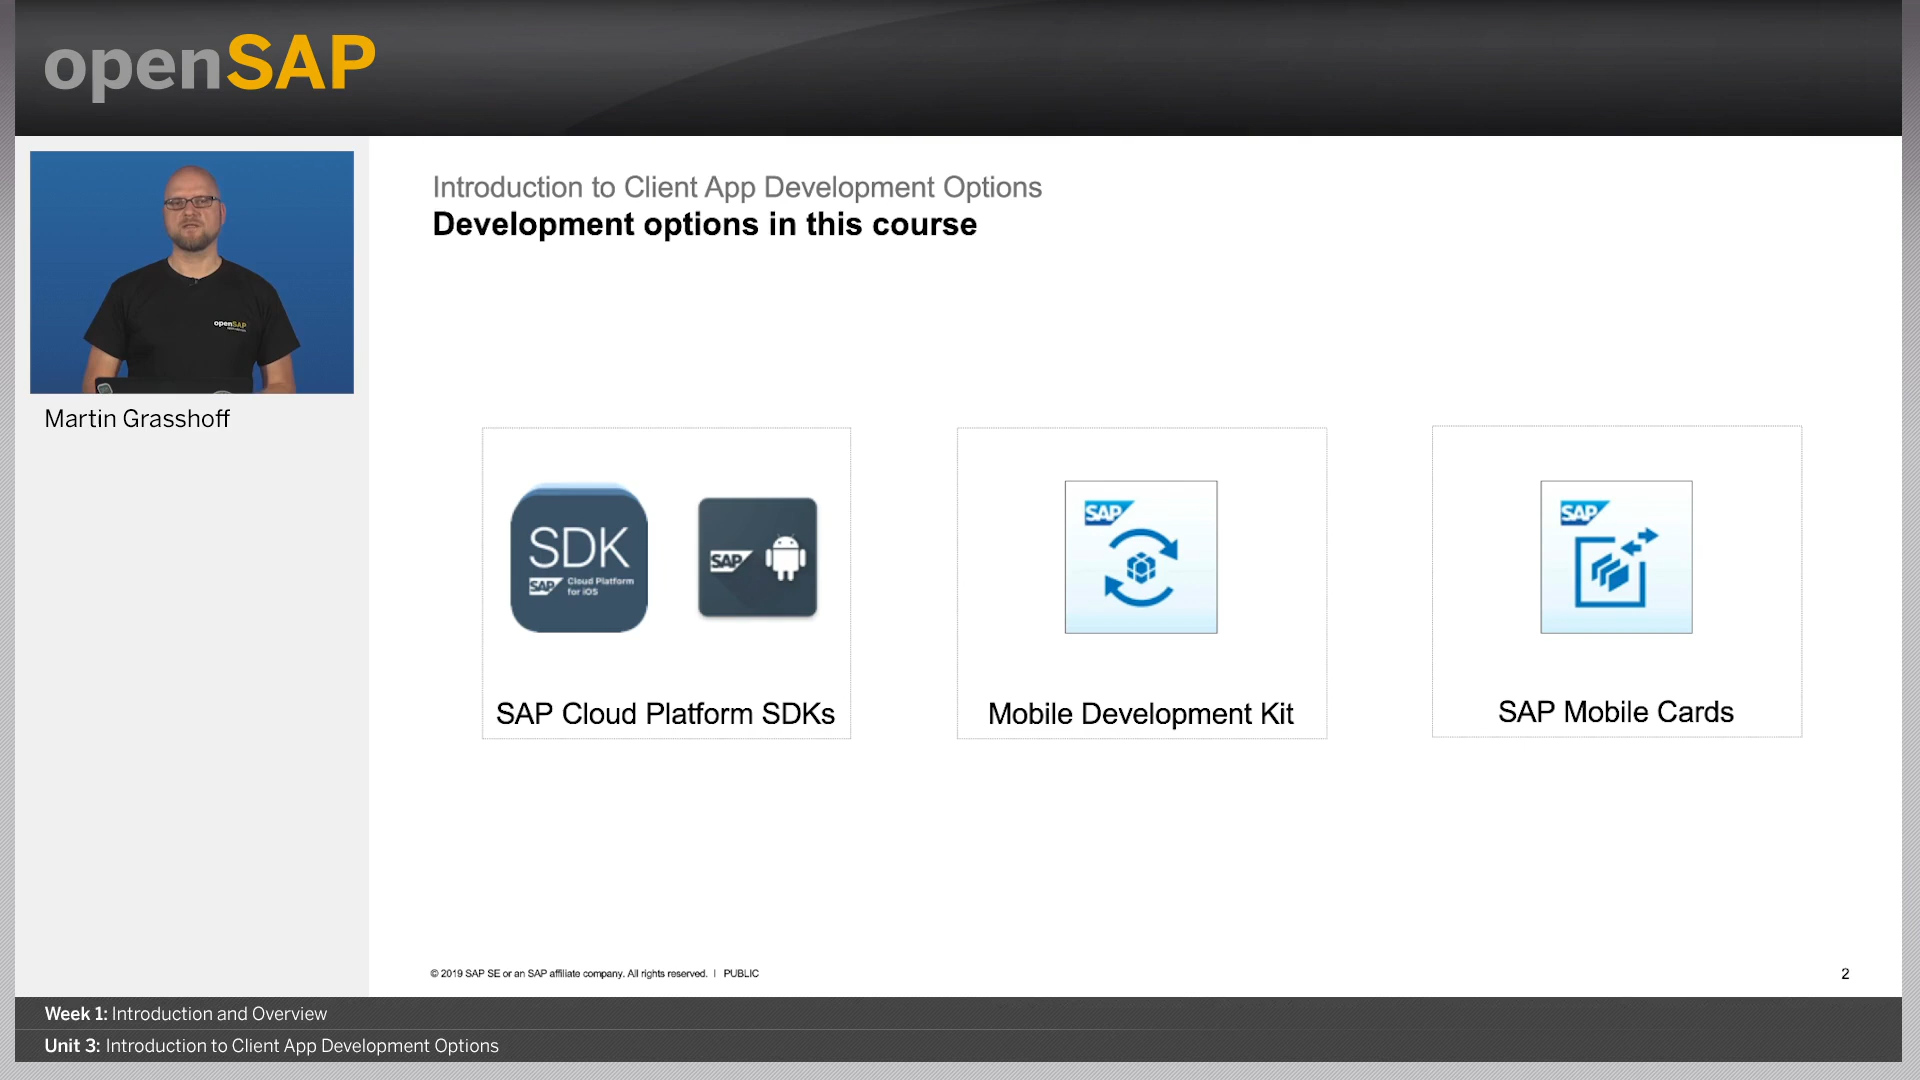 openSAP
Introduction to Client App Development Options
Development options in this course
openSAP
Martin Grasshoff
SDK
SAP Cloud Platform
for iOS
SAP
SAP
SAP
SAP Cloud Platform SDKs
Mobile Development Kit
SAP Mobile Cards
© 2019 SAP SE or an SAP affiliate company. All rights reserved. | PUBLIC
2
Week 1: Introduction and Overview
Unit 3: Introduction to Client App Development Options